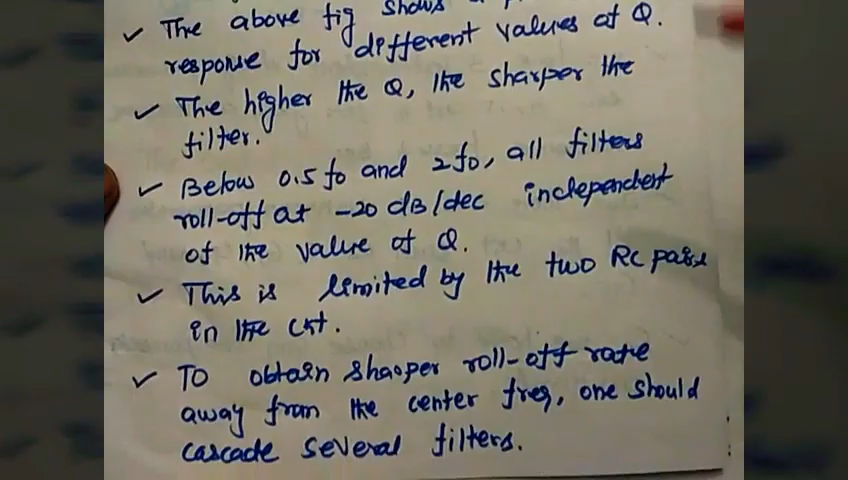 ✓ The above fig shows a
response for different values of Q.
✓ The higher the Q, the sharper the
filter.
✓ Below 0.5 fo and 2 fo, all filters
roll-off at -20 dB/dec independent
of the value of Q.
✓ This is limited by the two RC pairs
in the ckt.
✓ To obtain sharper roll-off rate
away from the center freq, one should
cascade several filters.